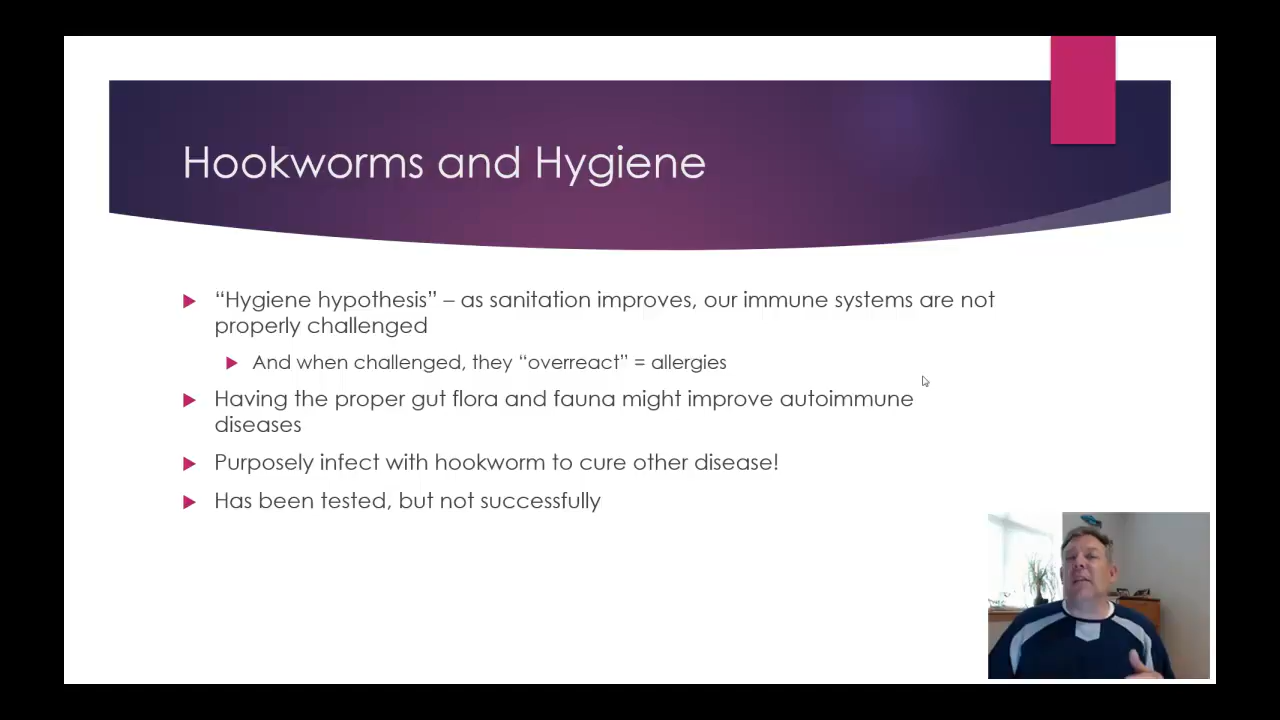 Hookworms and Hygiene
“Hygiene hypothesis” – as sanitation improves, our immune systems are not
properly challenged
And when challenged, they “overreact” = allergies
Having the proper gut flora and fauna might improve autoimmune
diseases
Purposely infect with hookworm to cure other disease!
Has been tested, but not successfully